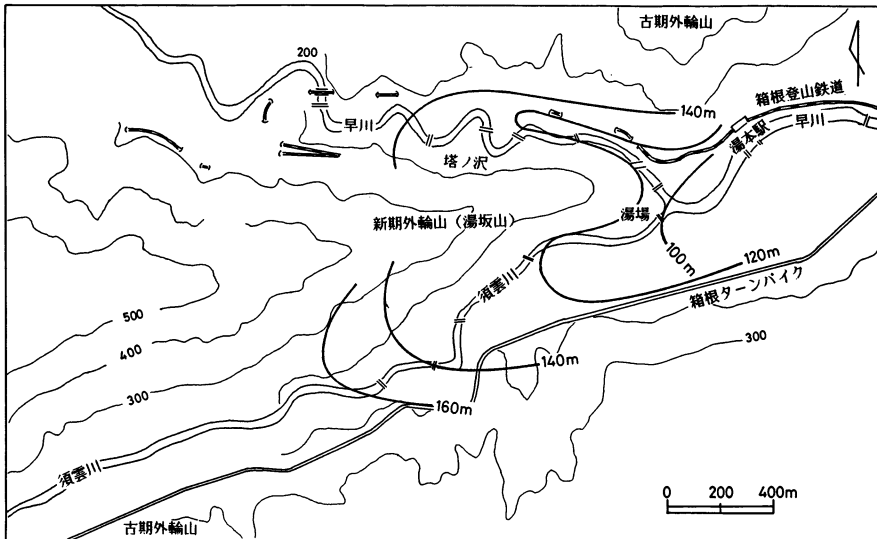 古期外輪山
200
140m
箱根登山鉄道
早川
湯本駅
早川
塔ノ沢
新期外輪山（湯坂山）
湯場
100m
120m
須雲川
箱根ターンパイク
500
400
300
300
140m
160m
須雲川
古期外輪山
0 200 400m